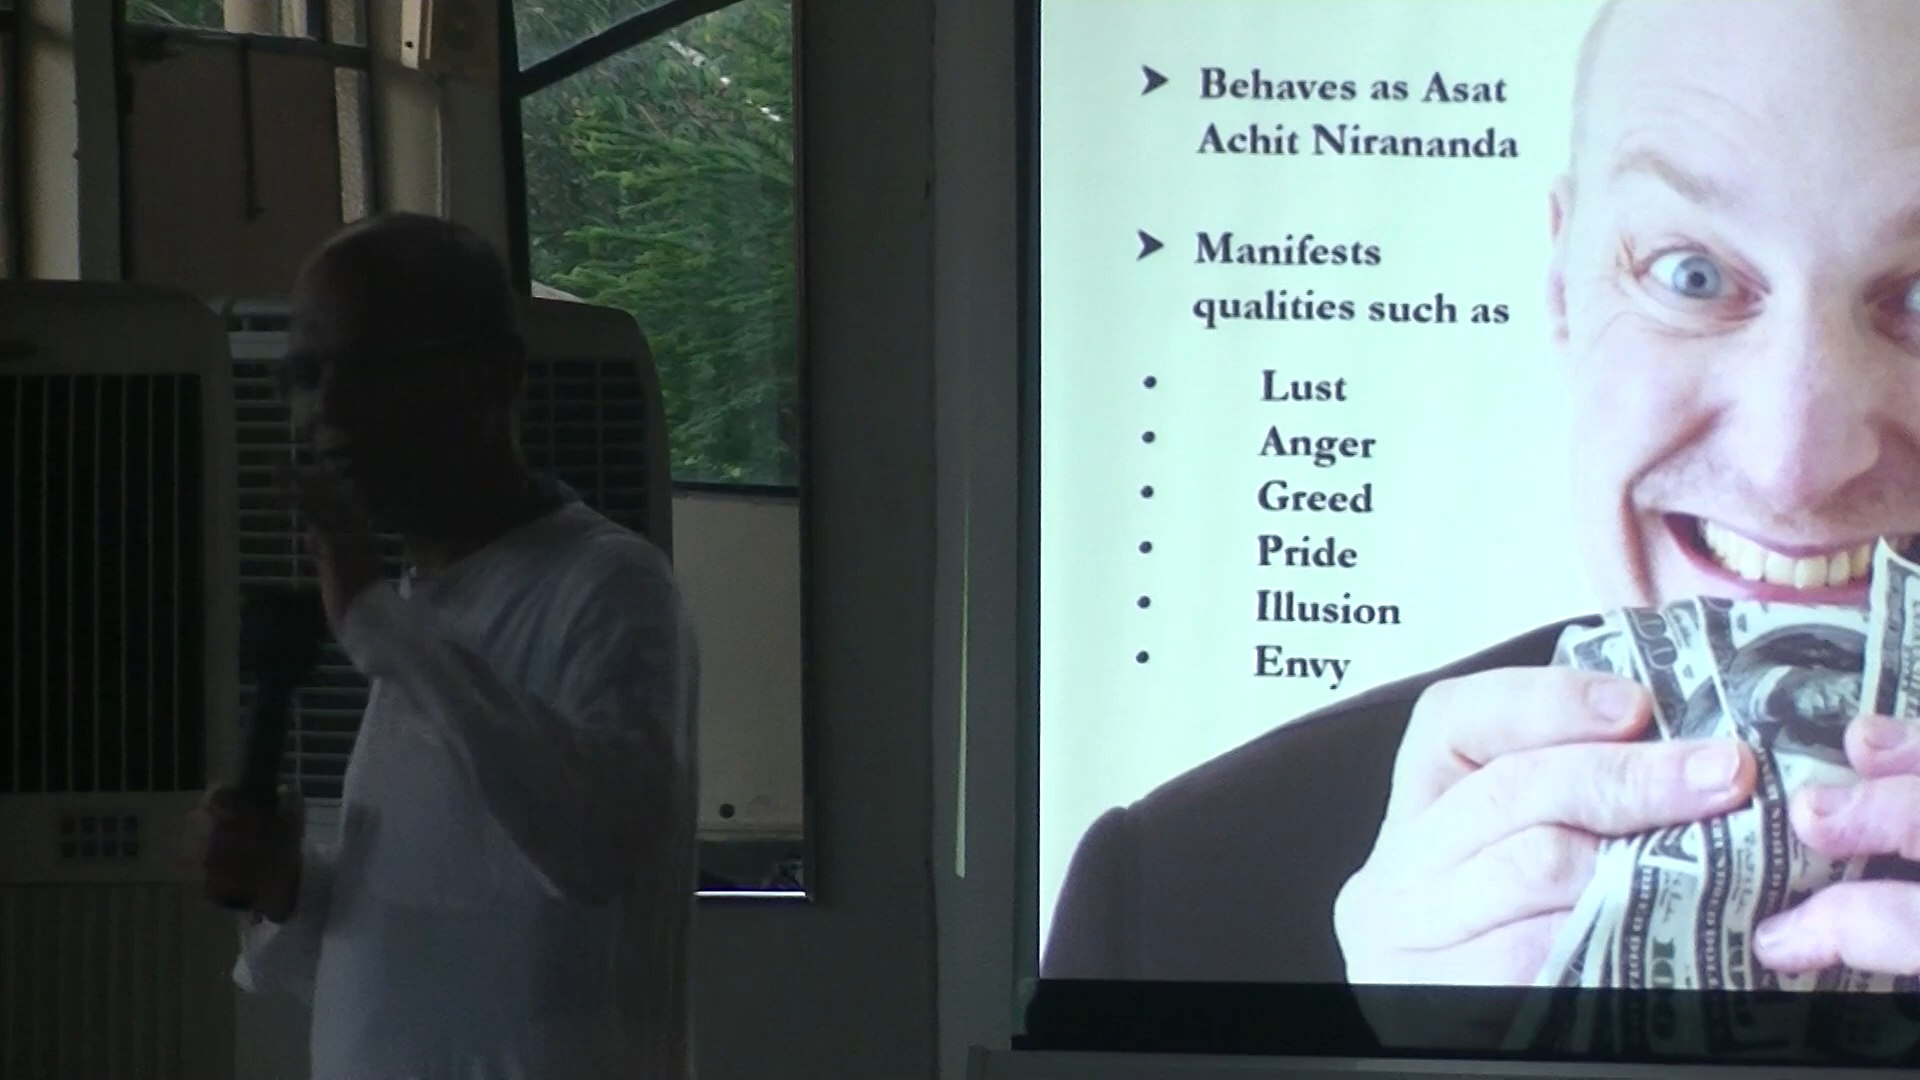 ➤ Behaves as Asat
Achit Nirananda
➤ Manifests
qualities such as
• Lust
• Anger
• Greed
• Pride
• Illusion
• Envy